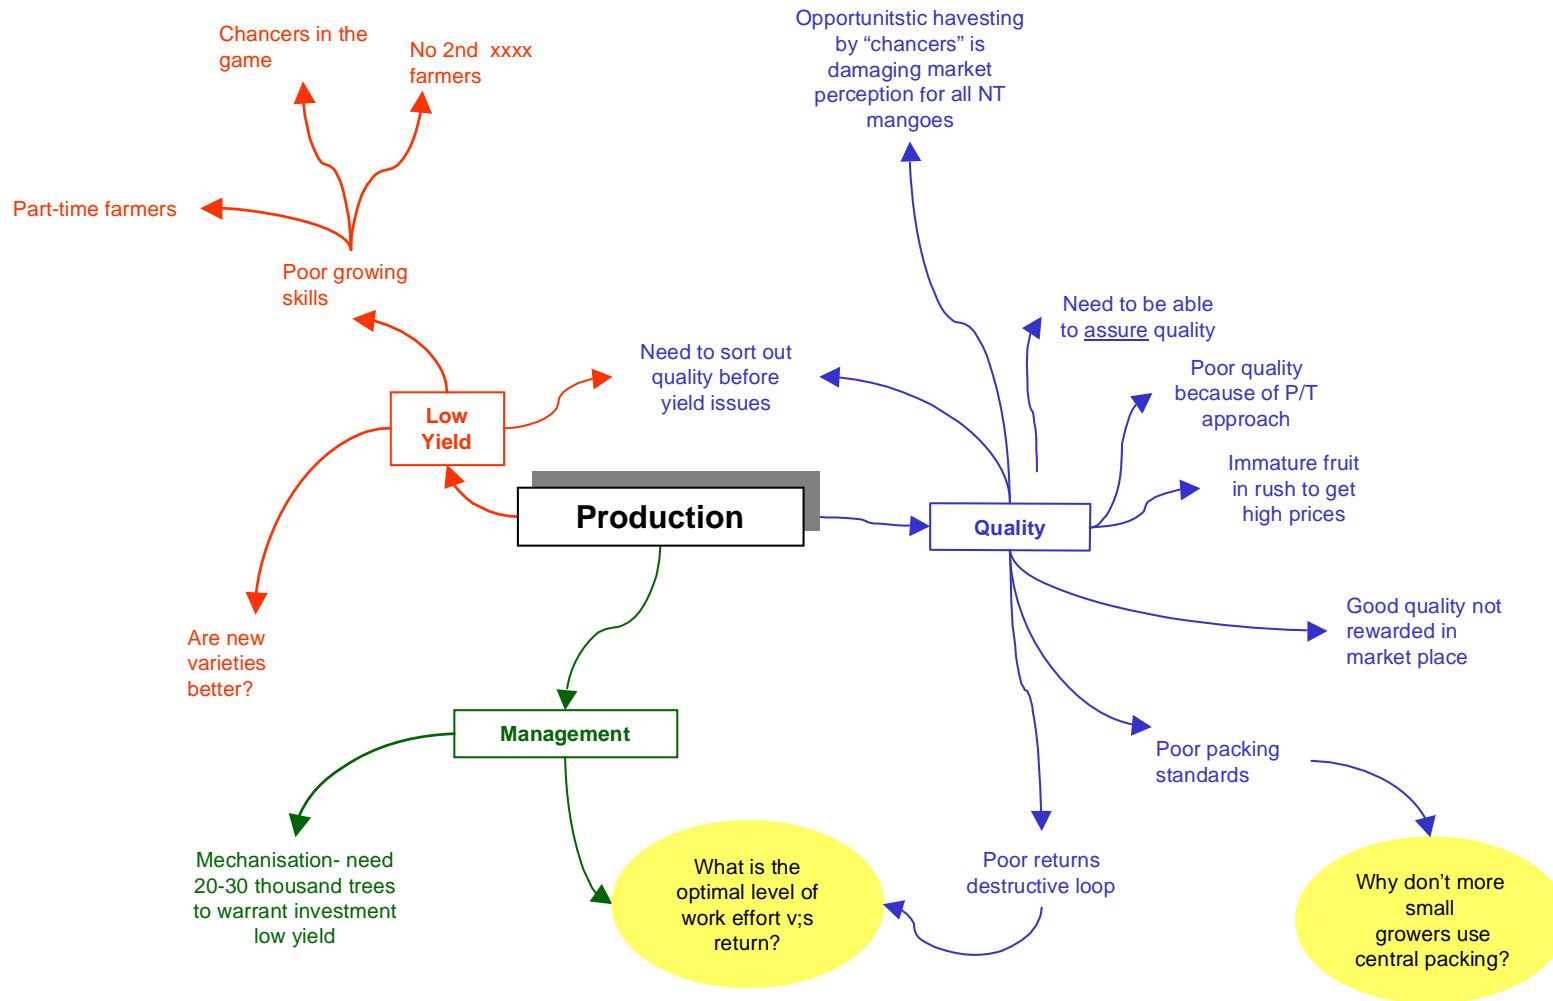 Chancers in the
game
No 2nd  xxxx
farmers
Opportunitstic havesting
by “chancers” is
damaging market
perception for all NT
mangoes
Part-time farmers
Poor growing
skills
Need to be able
to assure quality
Need to sort out
quality before
yield issues
Poor quality
because of P/T
approach
Low
Yield
Immature fruit
in rush to get
high prices
Production
Quality
Good quality not
rewarded in
market place
Are new
varieties
better?
Management
Poor packing
standards
Mechanisation- need
20-30 thousand trees
to warrant investment
low yield
What is the
optimal level of
work effort v;s
return?
Poor returns
destructive loop
Why don’t more
small
growers use
central packing?